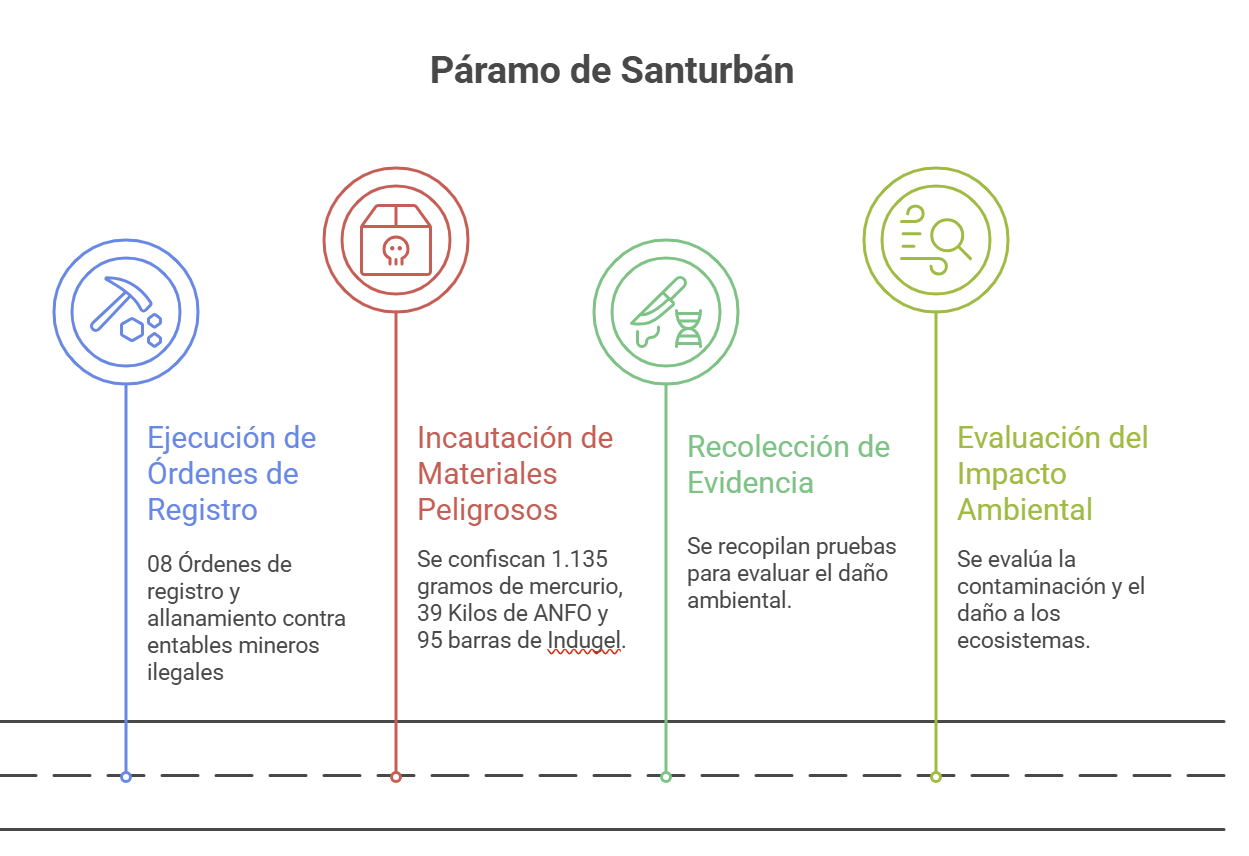 Páramo de Santurbán
Ejecución de
Órdenes de
Registro
08 Órdenes de
registro y
allanamiento contra
entables mineros
ilegales
Incautación de
Materiales
Peligrosos
Se confiscan 1.135
gramos de mercurio,
39 Kilos de ANFO y
95 barras de Indugel.
Recolección de
Evidencia
Se recopilan pruebas
para evaluar el daño
ambiental.
Evaluación del
Impacto
Ambiental
Se evalúa la
contaminación y el
daño a los
ecosistemas.